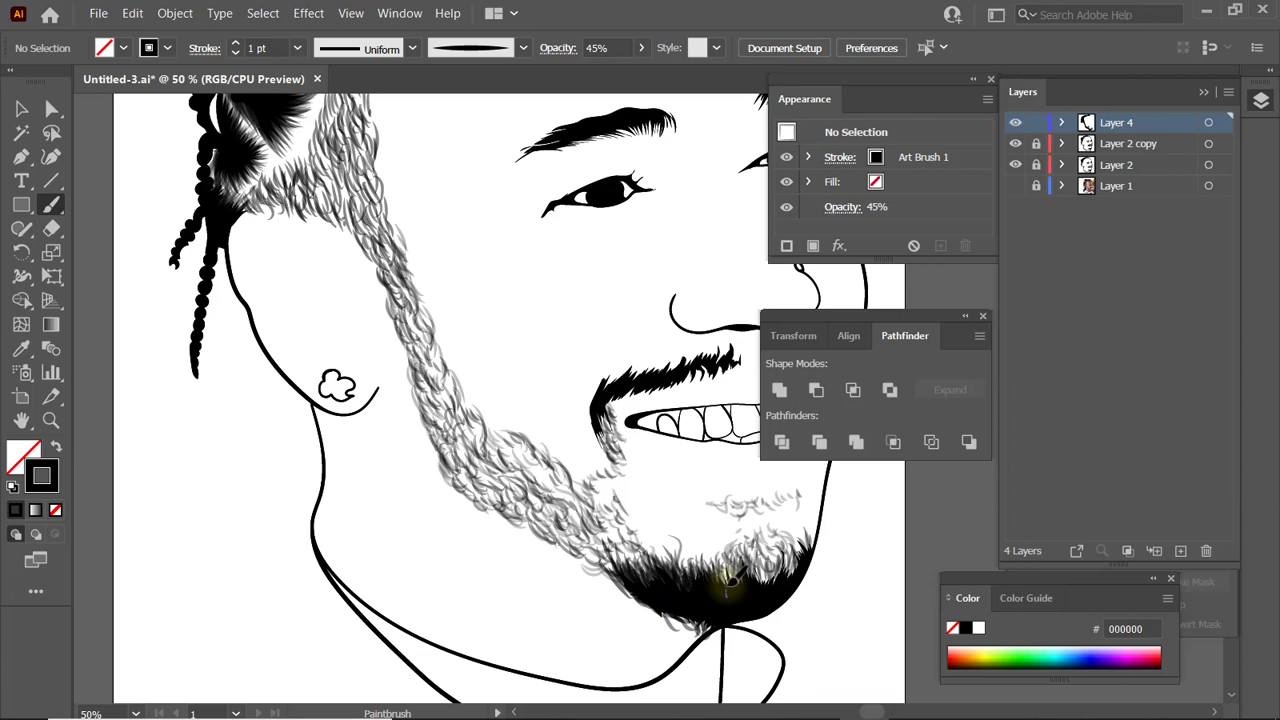 Ai File Edit Object Type Select Effect View Window Help Search Adobe Help
No Selection Stroke: 1 pt Uniform Opacity: 45% Style: Document Setup Preferences
Untitled-3.ai* @ 50 % (RGB/CPU Preview)
Appearance
No Selection
Stroke: Art Brush 1
Fill:
Opacity: 45%
fx.
Transform Align Pathfinder
Shape Modes:
Expand
Pathfinders:
Layers
Layer 4
Layer 2 copy
Layer 2
Layer 1
4 Layers
Color Color Guide
# 000000
50% 1 Paintbrush